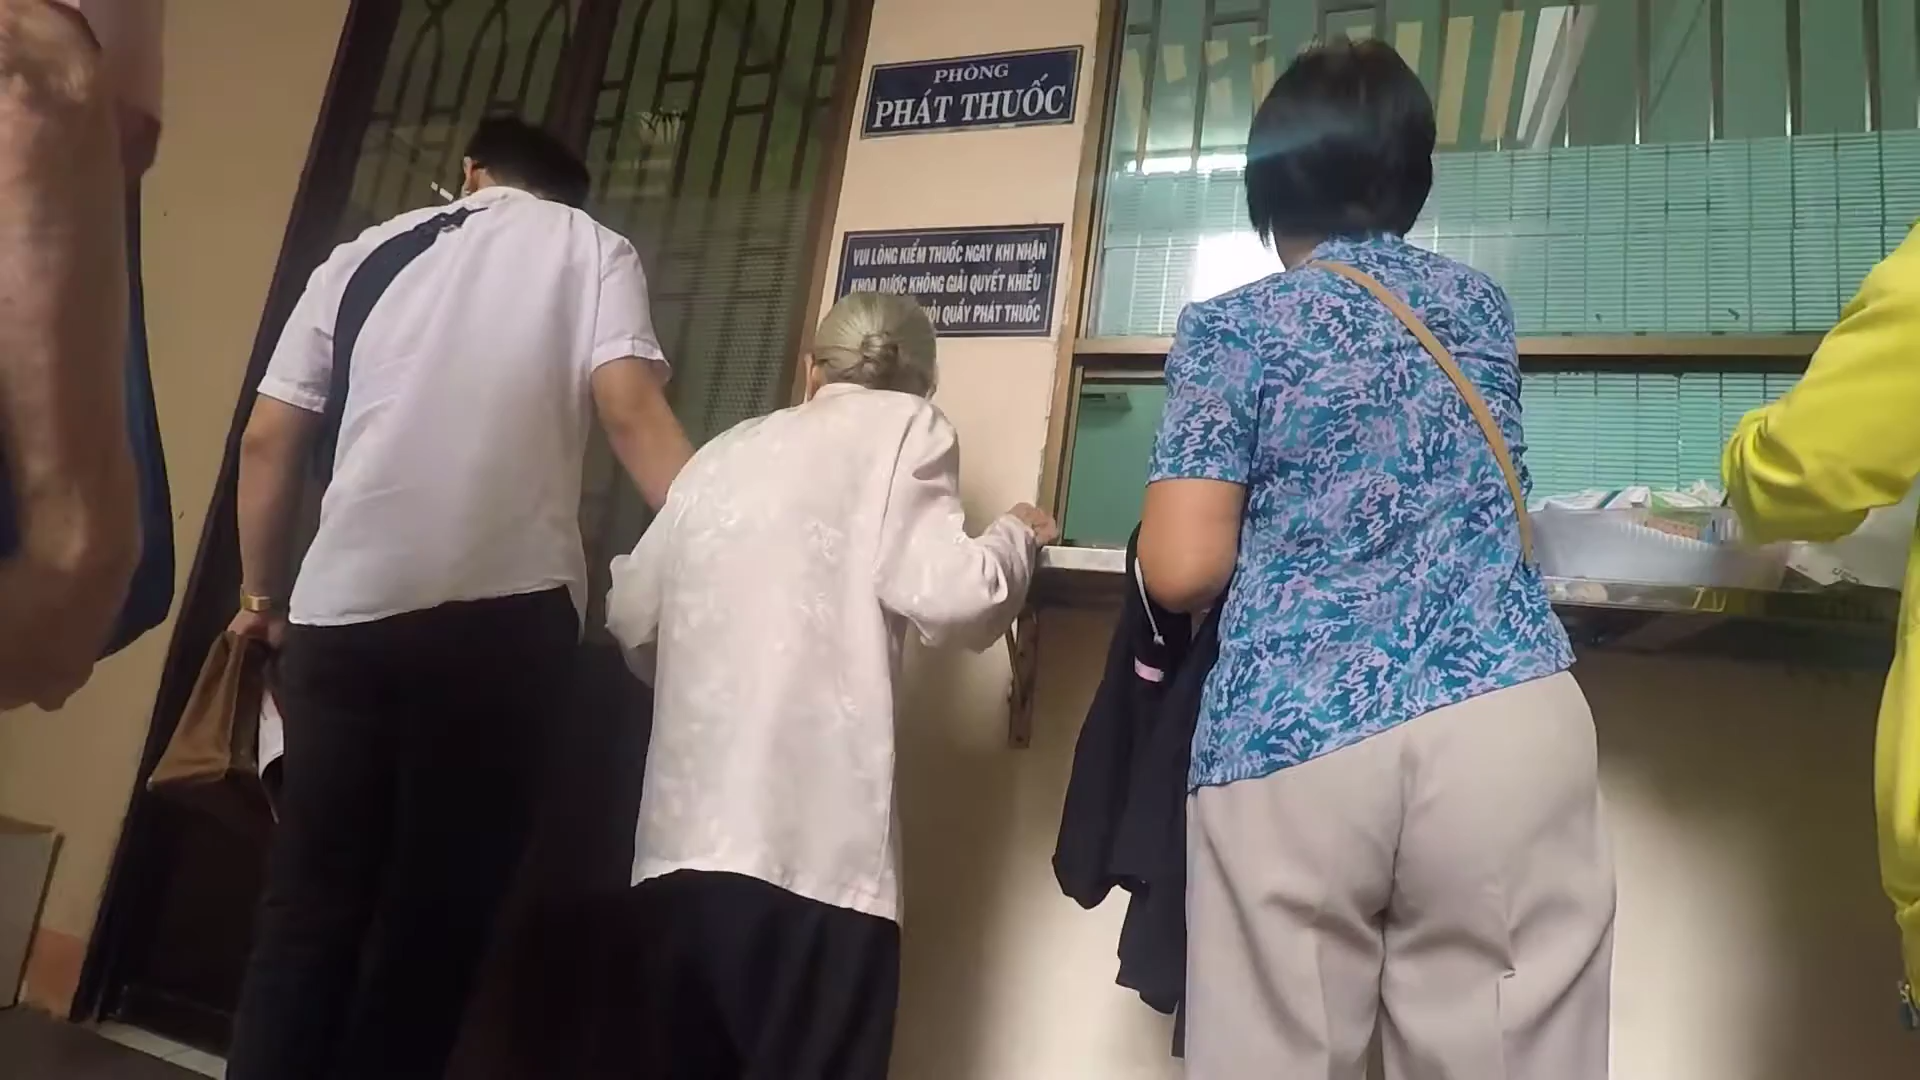 PHÒNG
PHÁT THUỐC
VUI LÒNG KIỂM THUỐC NGAY KHI NHẬN
KHOA DƯỢC KHÔNG GIẢI QUYẾT KHIẾU
QUẦY PHÁT THUỐC